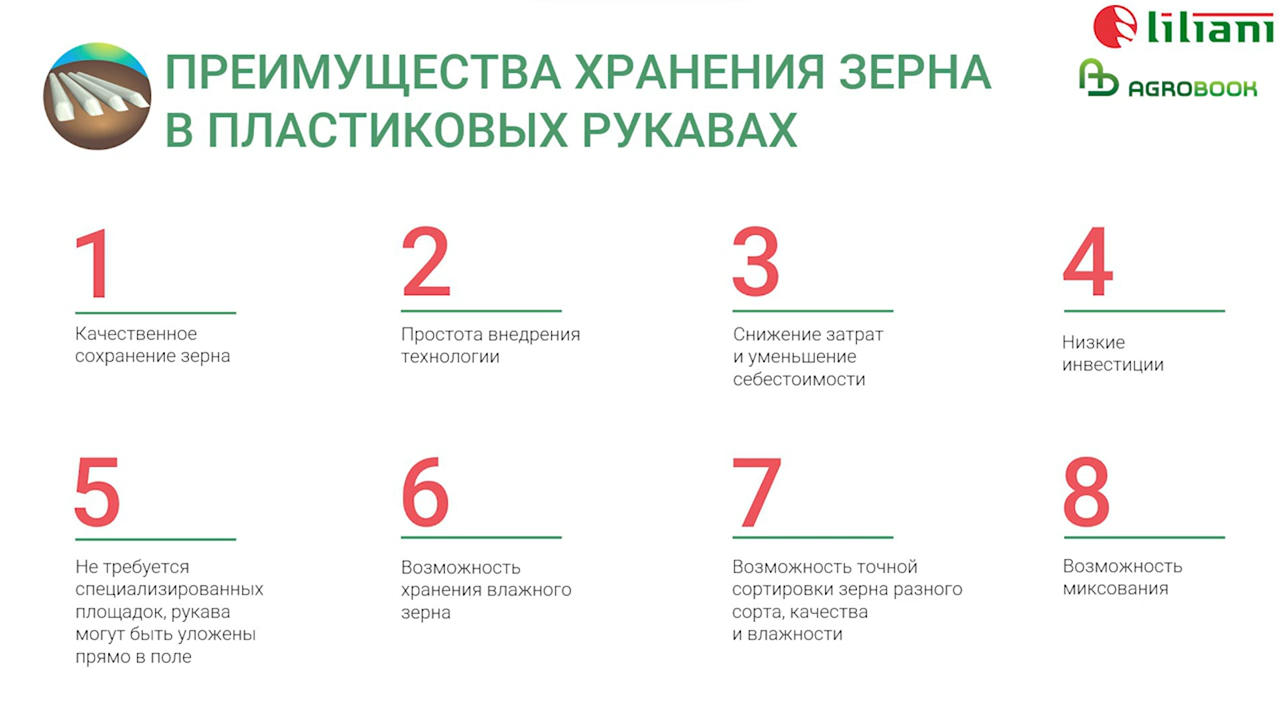 liliani
AGROBOOK
ПРЕИМУЩЕСТВА ХРАНЕНИЯ ЗЕРНА
В ПЛАСТИКОВЫХ РУКАВАХ
1
Качественное
сохранение зерна
2
Простота внедрения
технологии
3
Снижение затрат
и уменьшение
себестоимости
4
Низкие
инвестиции
5
Не требуется
специализированных
площадок, рукава
могут быть уложены
прямо в поле
6
Возможность
хранения влажного
зерна
7
Возможность точной
сортировки зерна разного
сорта, качества
и влажности
8
Возможность
миксования